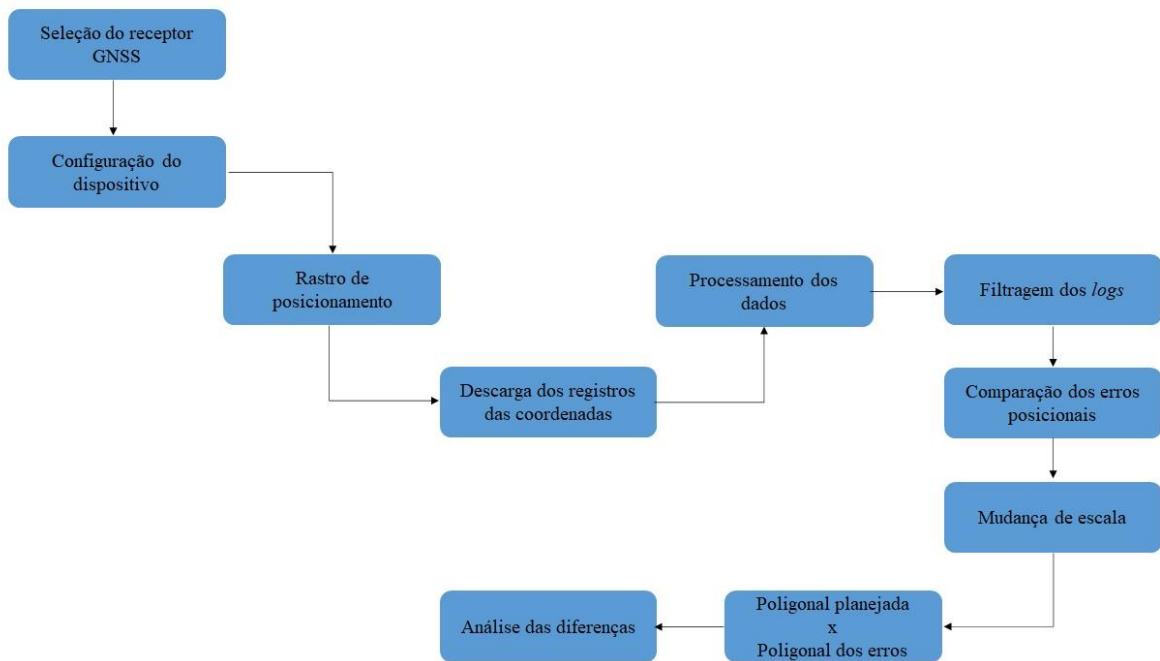 Seleção do receptor
GNSS
Configuração do
dispositivo
Rastro de
posicionamento
Descarga dos registros
das coordenadas
Processamento dos
dados
Filtragem dos logs
Comparação dos erros
posicionais
Mudança de escala
Poligonal planejada
x
Poligonal dos erros
Análise das diferenças